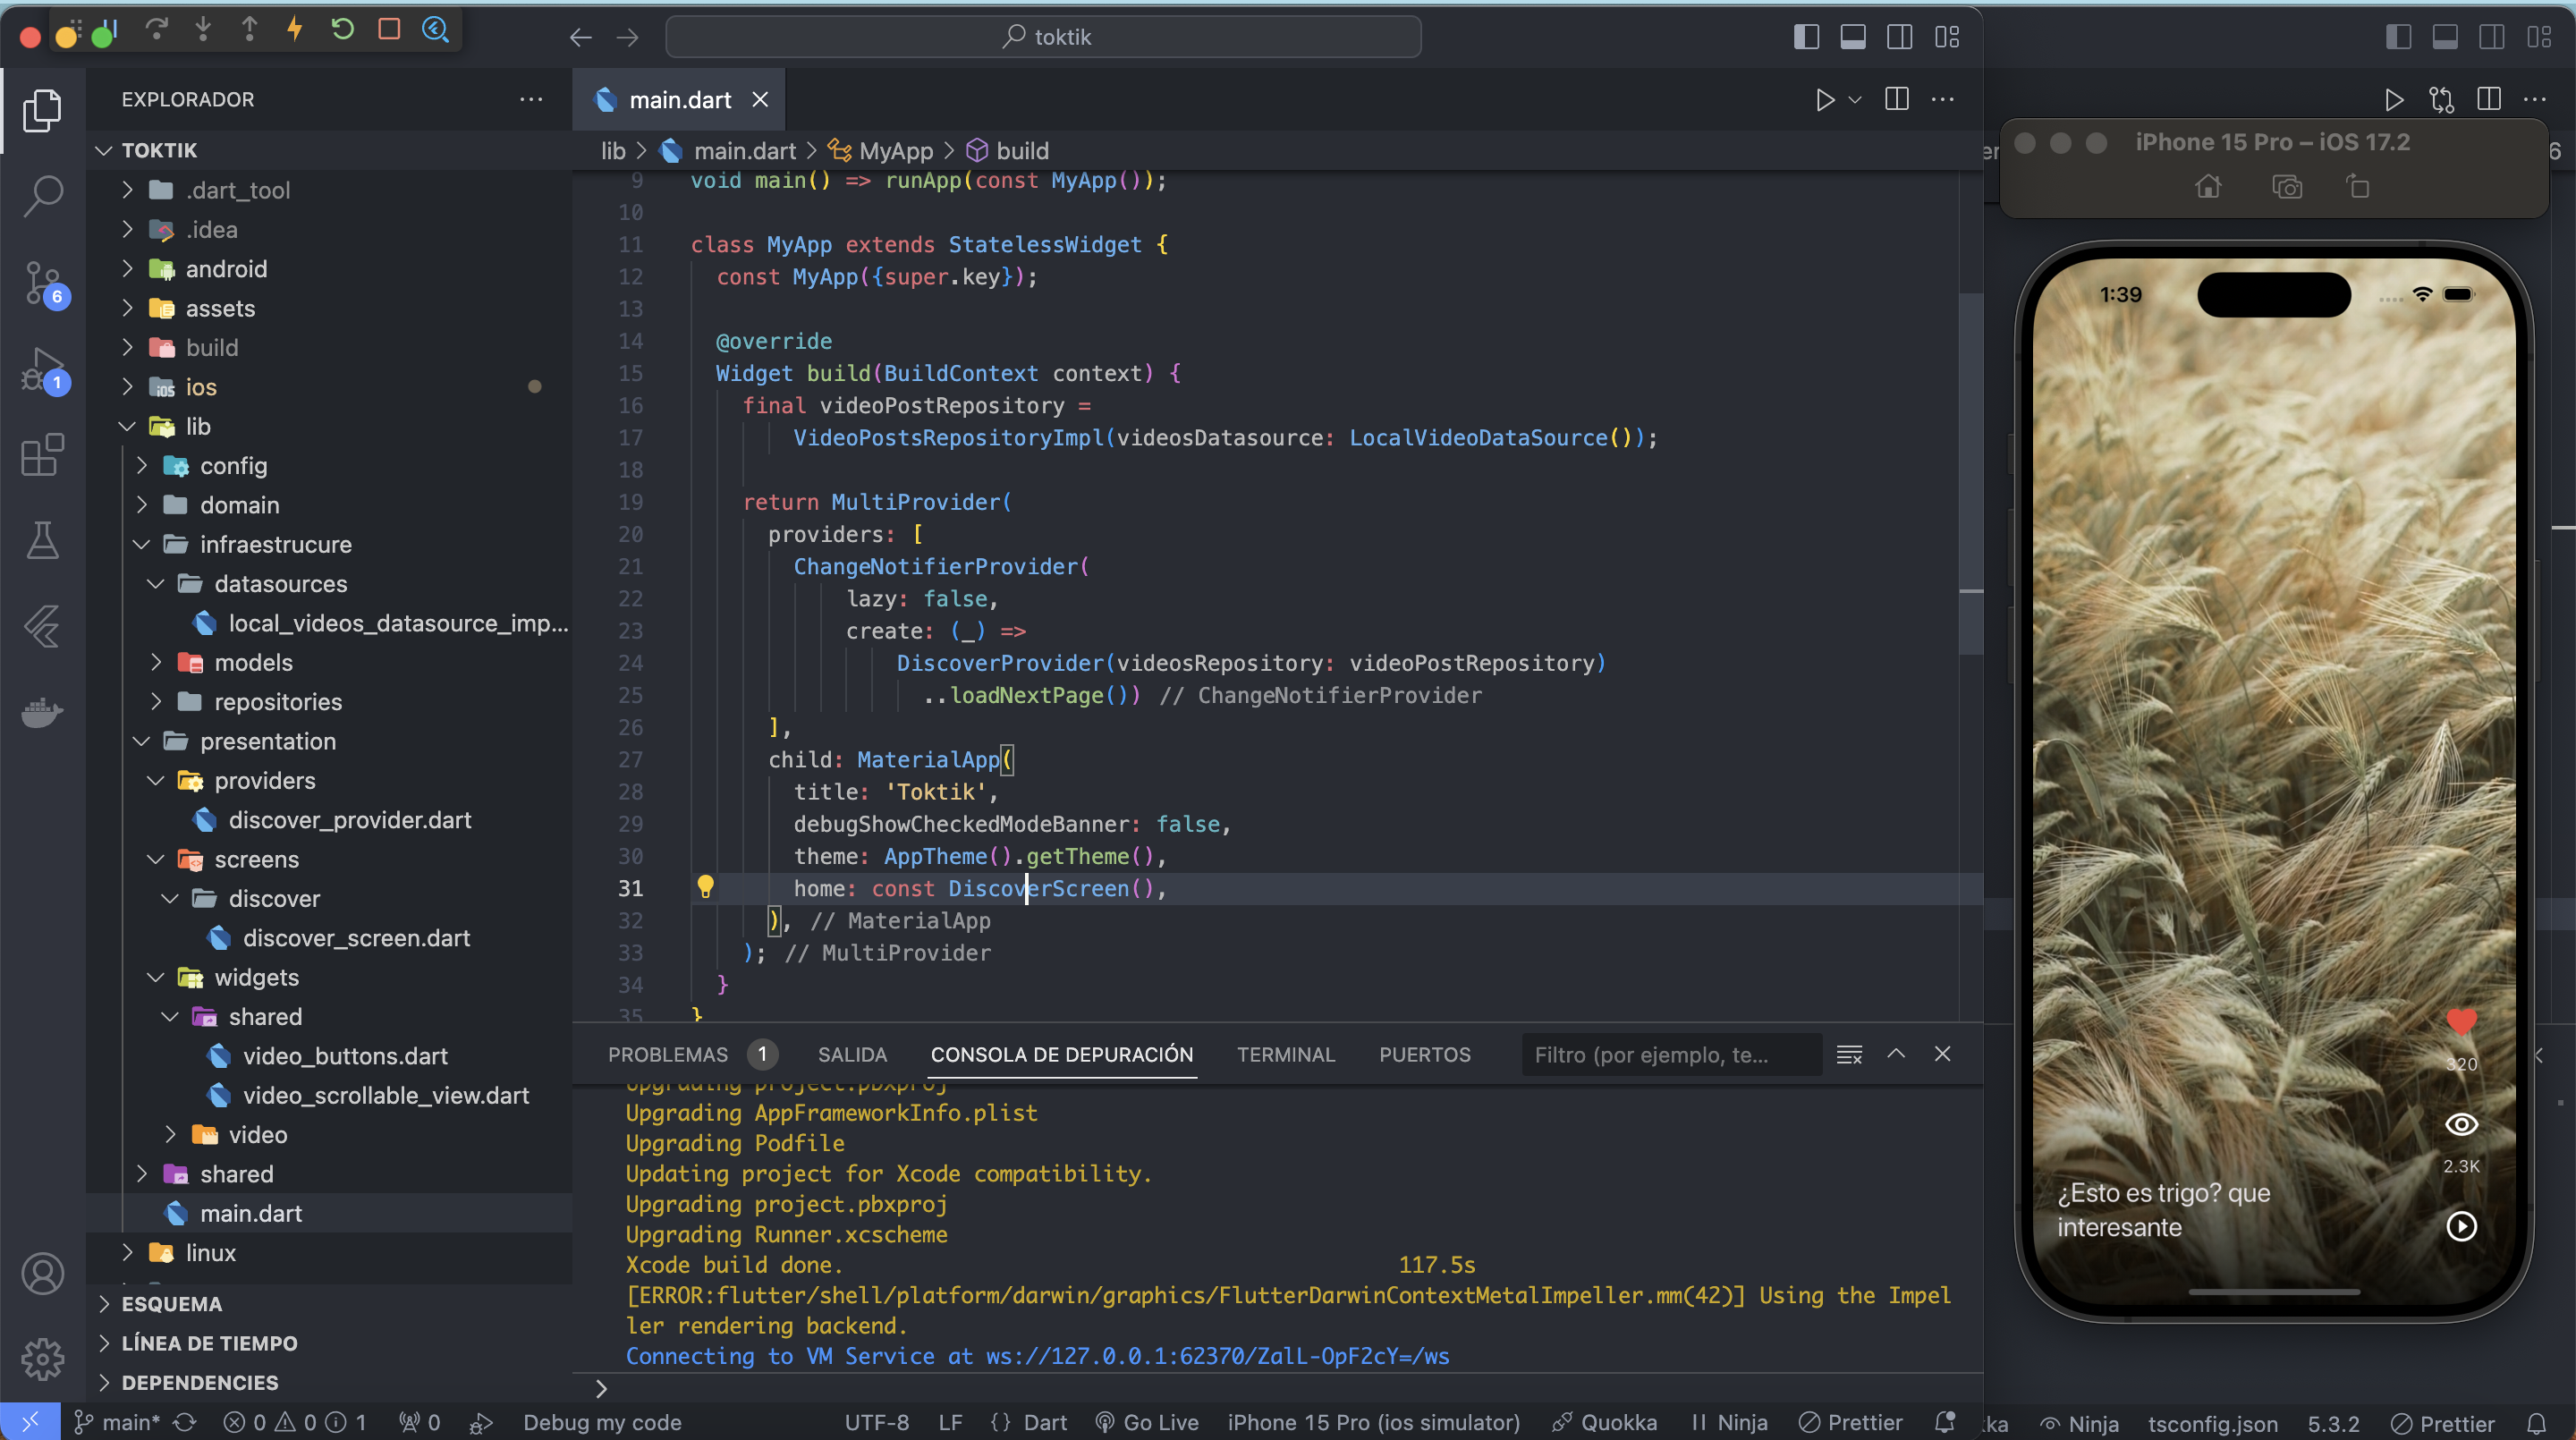 toktik
EXPLORADOR
main.dart
TOKTIK
.dart_tool
.idea
android
assets
build
ios
lib
config
domain
infraestrucure
datasources
local_videos_datasource_imp...
models
repositories
presentation
providers
discover_provider.dart
screens
discover
discover_screen.dart
widgets
shared
video_buttons.dart
video_scrollable_view.dart
video
shared
main.dart
linux
ESQUEMA
LÍNEA DE TIEMPO
DEPENDENCIES
6
1
lib > main.dart > MyApp > build
9 void main() => runApp(const MyApp());
10
11 class MyApp extends StatelessWidget {
12 const MyApp({super.key});
13
14 @override
15 Widget build(BuildContext context) {
16 final videoPostRepository =
17 VideoPostsRepositoryImpl(videosDatasource: LocalVideoDataSource());
18
19 return MultiProvider(
20 providers: [
21 ChangeNotifierProvider(
22 lazy: false,
23 create: (_) =>
24 DiscoverProvider(videosRepository: videoPostRepository)
25 ..loadNextPage()) // ChangeNotifierProvider
26 ],
27 child: MaterialApp(
28 title: 'Toktik',
29 debugShowCheckedModeBanner: false,
30 theme: AppTheme().getTheme(),
31 home: const DiscoverScreen(),
32 ), // MaterialApp
33 ); // MultiProvider
34 }
35 }
PROBLEMAS 1 SALIDA CONSOLA DE DEPURACIÓN TERMINAL PUERTOS Filtro (por ejemplo, te...
Upgrading project.pbxproj
Upgrading AppFrameworkInfo.plist
Upgrading Podfile
Updating project for Xcode compatibility.
Upgrading project.pbxproj
Upgrading Runner.xcscheme
Xcode build done. 117.5s
[ERROR:flutter/shell/platform/darwin/graphics/FlutterDarwinContextMetalImpeller.mm(42)] Using the Impel
ler rendering backend.
Connecting to VM Service at ws://127.0.0.1:62370/ZalL-OpF2cY=/ws
>
main* 0 0 1 0 Debug my code UTF-8 LF {} Dart Go Live iPhone 15 Pro (ios simulator) Quokka Ninja Prettier
iPhone 15 Pro – iOS 17.2
er
6
1:39
320
2.3K
¿Esto es trigo? que
interesante
kka Ninja tsconfig.json 5.3.2 Prettier